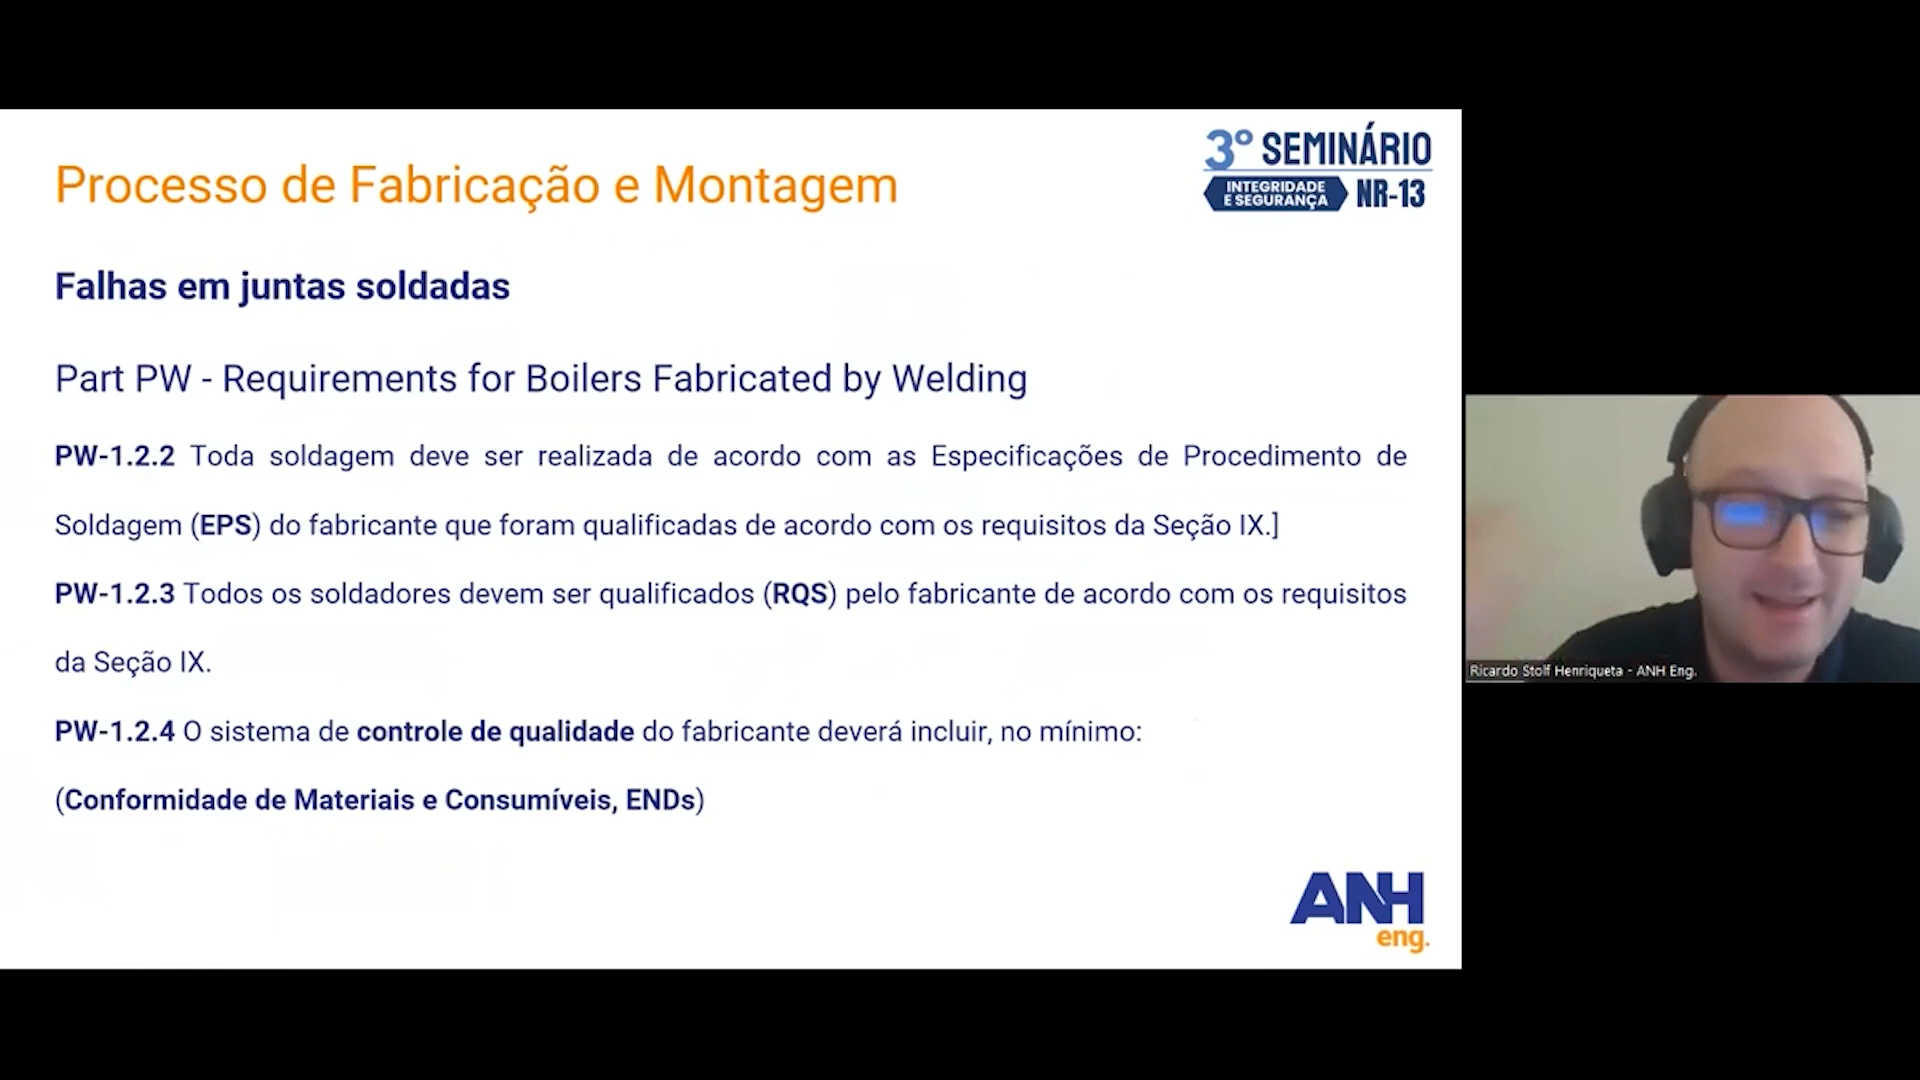 3º SEMINÁRIO
INTEGRIDADE
E SEGURANÇA
NR-13
Processo de Fabricação e Montagem
Falhas em juntas soldadas
Part PW - Requirements for Boilers Fabricated by Welding
PW-1.2.2 Toda soldagem deve ser realizada de acordo com as Especificações de Procedimento de
Soldagem (EPS) do fabricante que foram qualificadas de acordo com os requisitos da Seção IX.]
PW-1.2.3 Todos os soldadores devem ser qualificados (RQS) pelo fabricante de acordo com os requisitos
da Seção IX.
PW-1.2.4 O sistema de controle de qualidade do fabricante deverá incluir, no mínimo:
(Conformidade de Materiais e Consumíveis, ENDs)
ANH
eng.
Ricardo Stolf Henriqueta - ANH Eng.